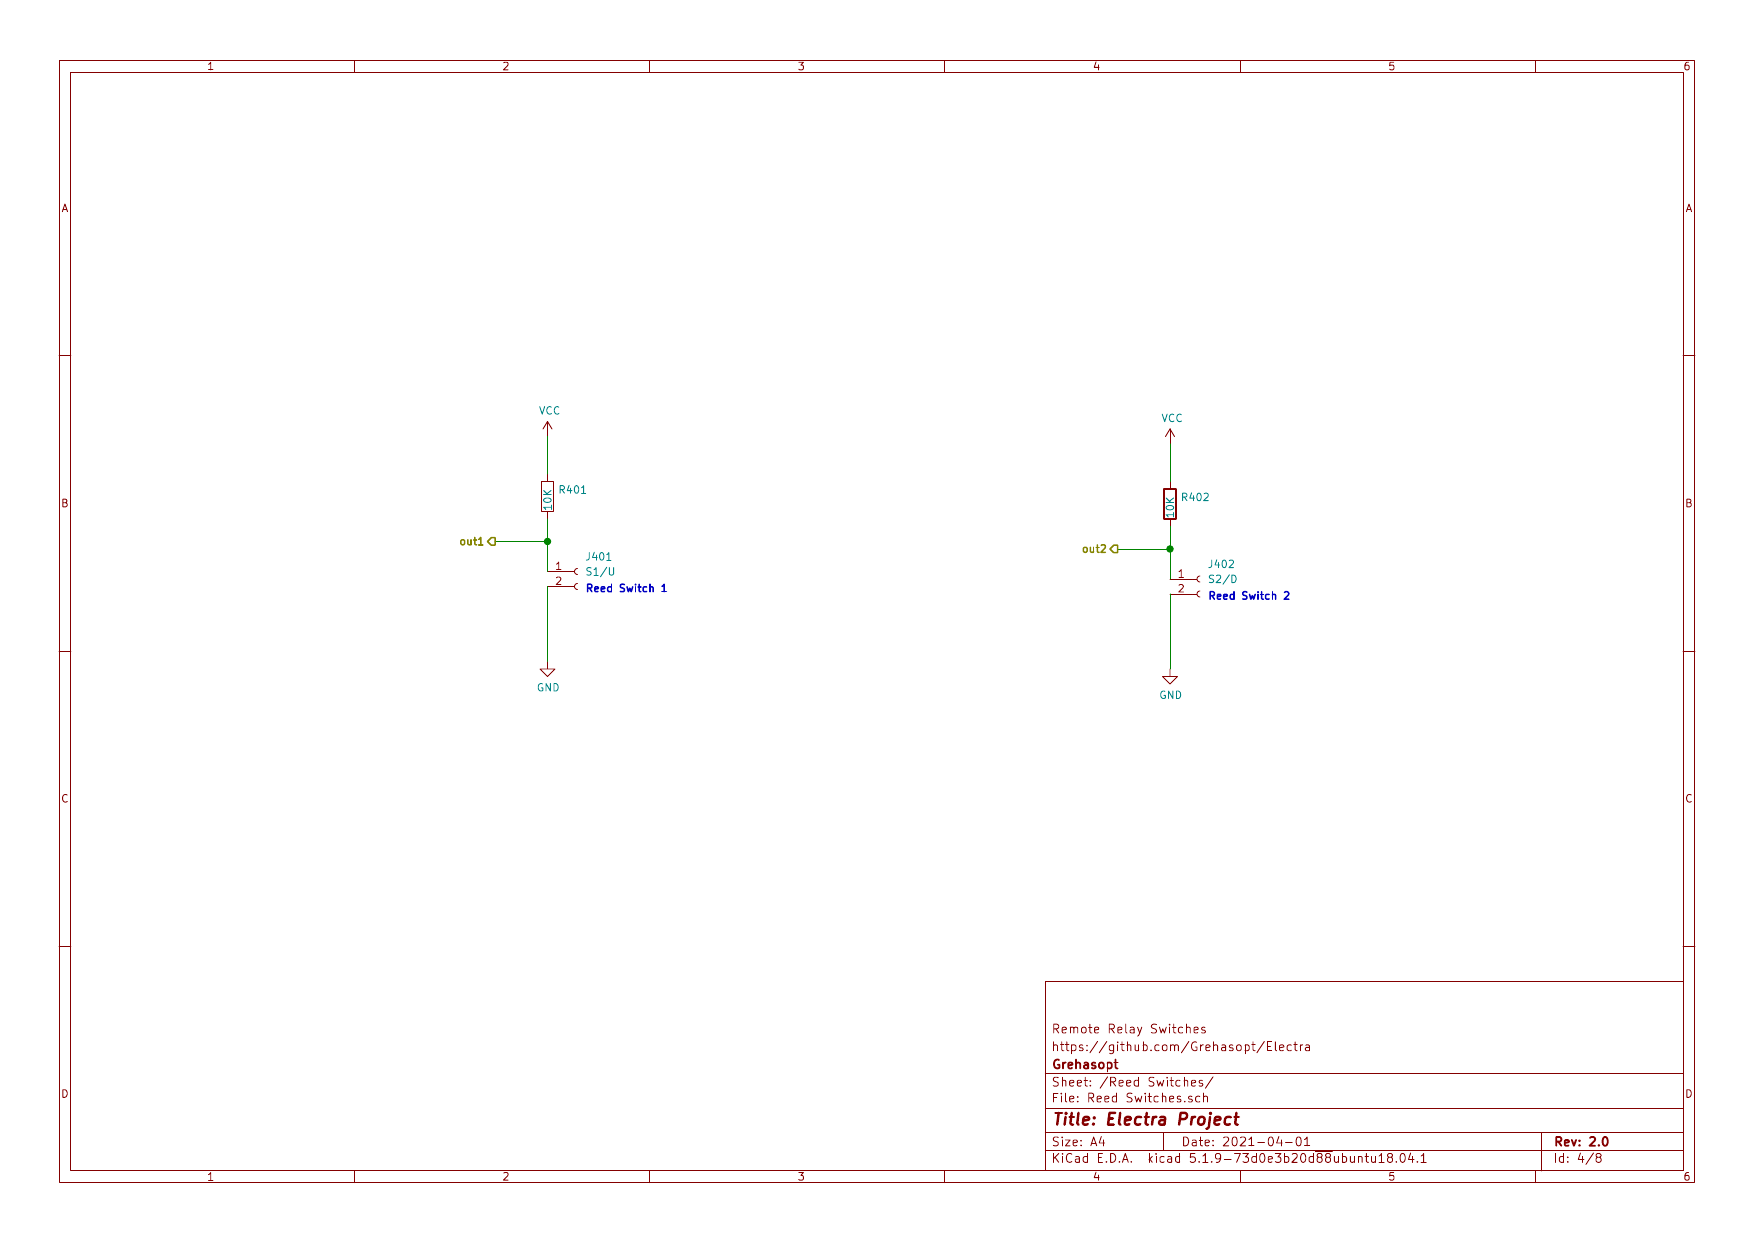 1 2 3 4 5 6
A A
VCC
VCC
B B
10K R401
10K R402
out1
out2
J401
1 S1/U
2 Reed Switch 1
J402
1 S2/D
2 Reed Switch 2
GND
GND
C C
Remote Relay Switches
https://github.com/Grehasopt/Electra
Grehasopt
Sheet: /Reed Switches/
File: Reed Switches.sch
D D
Title: Electra Project
Size: A4 Date: 2021-04-01 Rev: 2.0
KiCad E.D.A. kicad 5.1.9-73d0e3b20d88ubuntu18.04.1 Id: 4/8
1 2 3 4 5 6